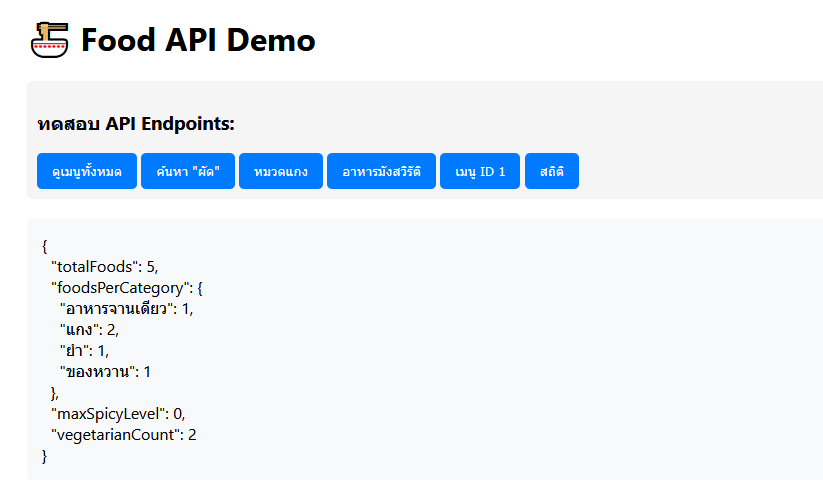 Food API Demo
ทดสอบ API Endpoints:
ดูเมนูทั้งหมด ค้นหา "ผัด" หมวดแกง อาหารมังสวิรัติ เมนู ID 1 สถิติ
{
"totalFoods": 5,
"foodsPerCategory": {
"อาหารจานเดียว": 1,
"แกง": 2,
"ยำ": 1,
"ของหวาน": 1
},
"maxSpicyLevel": 0,
"vegetarianCount": 2
}